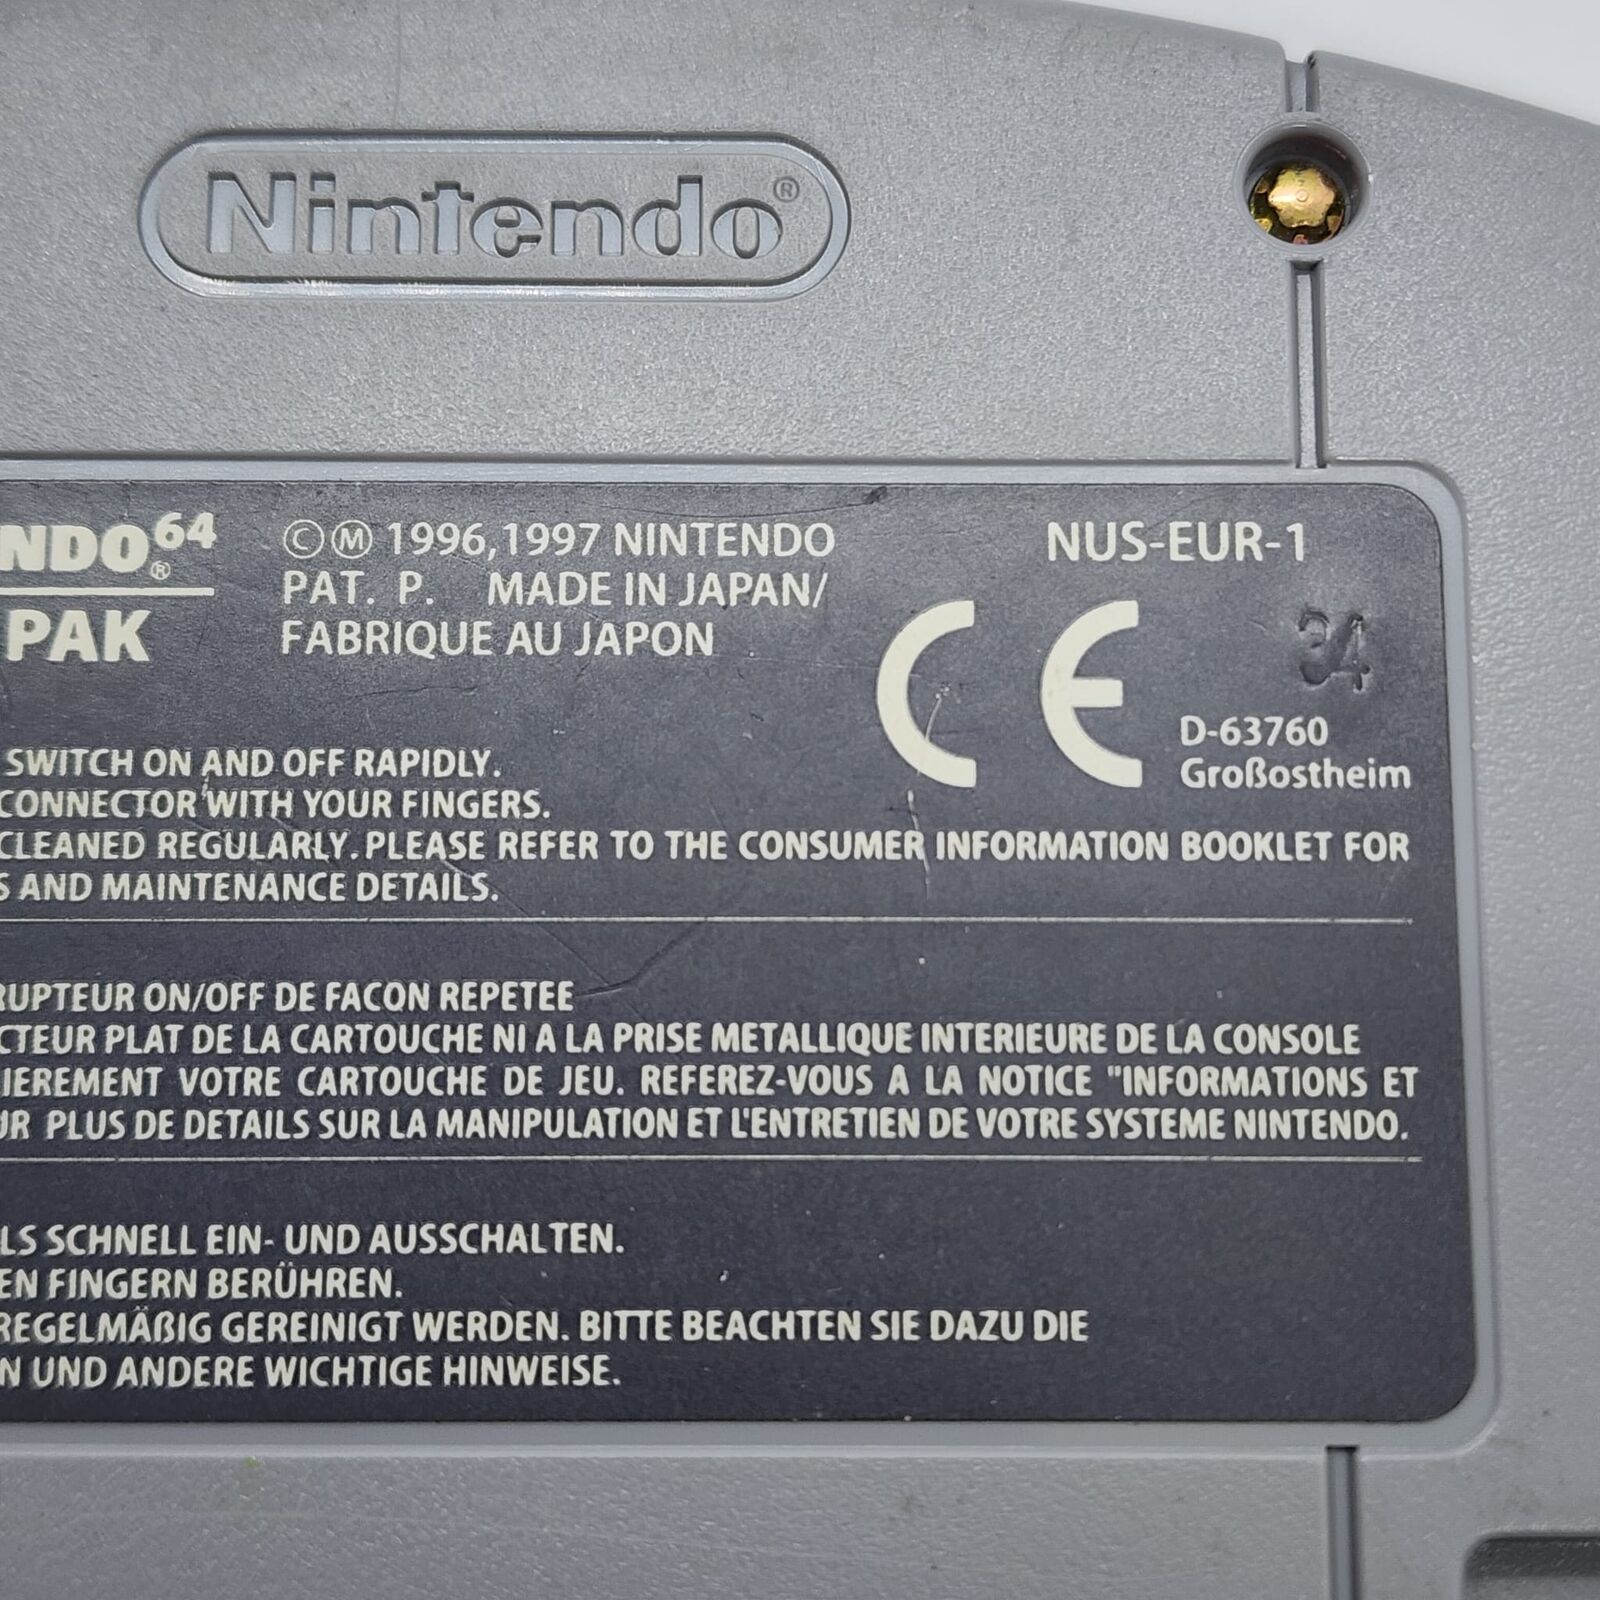 Nintendo®
NDO®64
PAK
©Ⓜ 1996,1997 NINTENDO
PAT. P. MADE IN JAPAN/
FABRIQUE AU JAPON
NUS-EUR-1
34
CE
D-63760
Großostheim
SWITCH ON AND OFF RAPIDLY.
CONNECTOR WITH YOUR FINGERS.
CLEANED REGULARLY. PLEASE REFER TO THE CONSUMER INFORMATION BOOKLET FOR
S AND MAINTENANCE DETAILS.
RUPTEUR ON/OFF DE FACON REPETEE
CTEUR PLAT DE LA CARTOUCHE NI A LA PRISE METALLIQUE INTERIEURE DE LA CONSOLE
IEREMENT VOTRE CARTOUCHE DE JEU. REFEREZ-VOUS A LA NOTICE "INFORMATIONS ET
UR PLUS DE DETAILS SUR LA MANIPULATION ET L'ENTRETIEN DE VOTRE SYSTEME NINTENDO.
LS SCHNELL EIN- UND AUSSCHALTEN.
EN FINGERN BERÜHREN.
REGELMÄßIG GEREINIGT WERDEN. BITTE BEACHTEN SIE DAZU DIE
N UND ANDERE WICHTIGE HINWEISE.